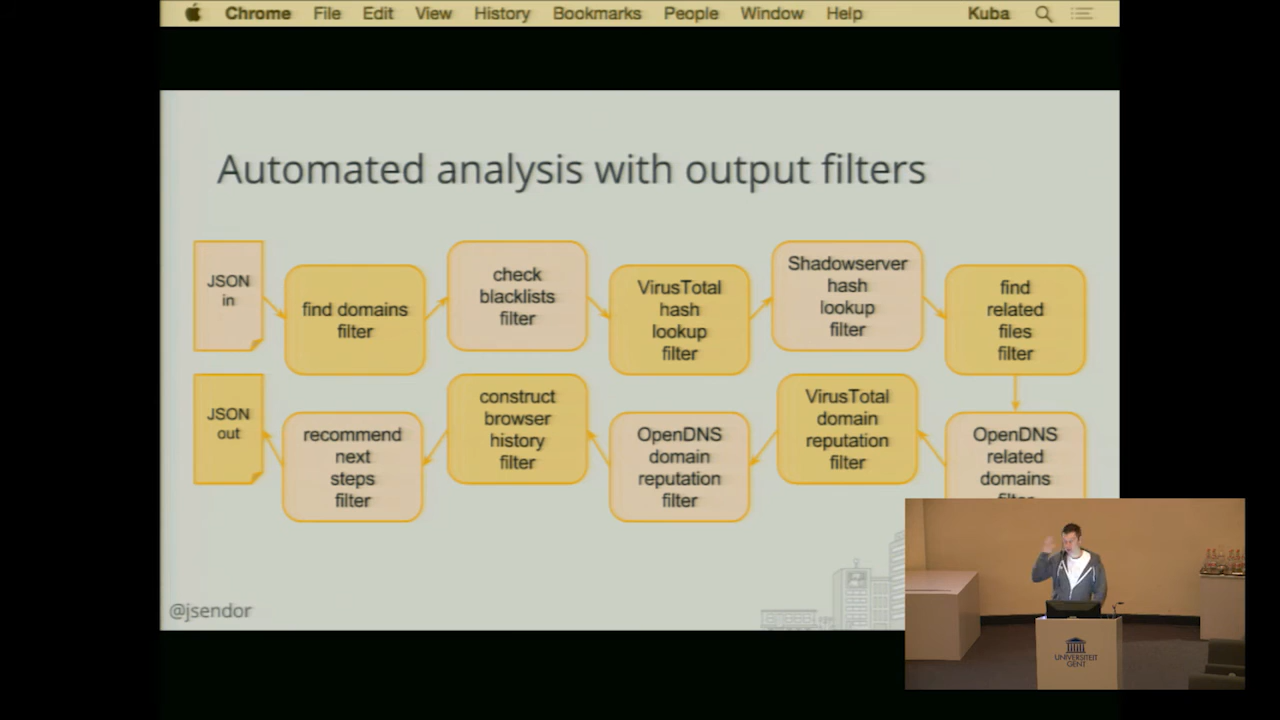 Chrome File Edit View History Bookmarks People Window Help Kuba
Automated analysis with output filters
JSON
in
find domains
filter
check
blacklists
filter
VirusTotal
hash
lookup
filter
Shadowserver
hash
lookup
filter
find
related
files
filter
OpenDNS
related
domains
filter
VirusTotal
domain
reputation
filter
OpenDNS
domain
reputation
filter
construct
browser
history
filter
recommend
next
steps
filter
JSON
out
@jsendor
UNIVERSITEIT
GENT